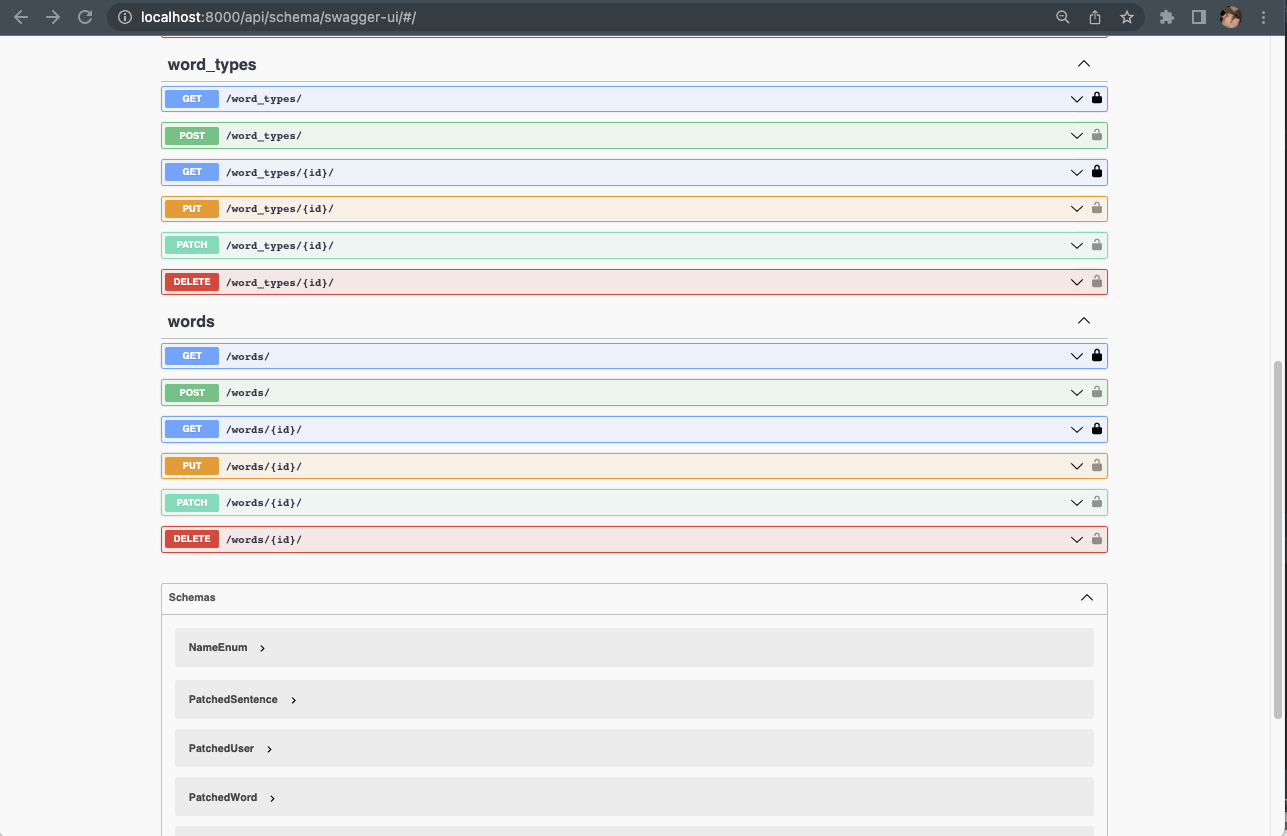 localhost:8000/api/schema/swagger-ui/#/
word_types
GET /word_types/
POST /word_types/
GET /word_types/{id}/
PUT /word_types/{id}/
PATCH /word_types/{id}/
DELETE /word_types/{id}/
words
GET /words/
POST /words/
GET /words/{id}/
PUT /words/{id}/
PATCH /words/{id}/
DELETE /words/{id}/
Schemas
NameEnum
PatchedSentence
PatchedUser
PatchedWord